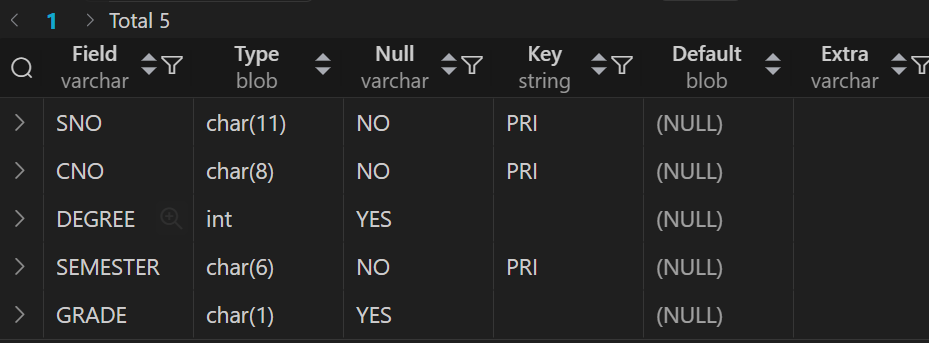 1 Total 5
Field Type Null Key Default Extra
varchar blob varchar string blob varchar
SNO char(11) NO PRI (NULL)
CNO char(8) NO PRI (NULL)
DEGREE int YES (NULL)
SEMESTER char(6) NO PRI (NULL)
GRADE char(1) YES (NULL)